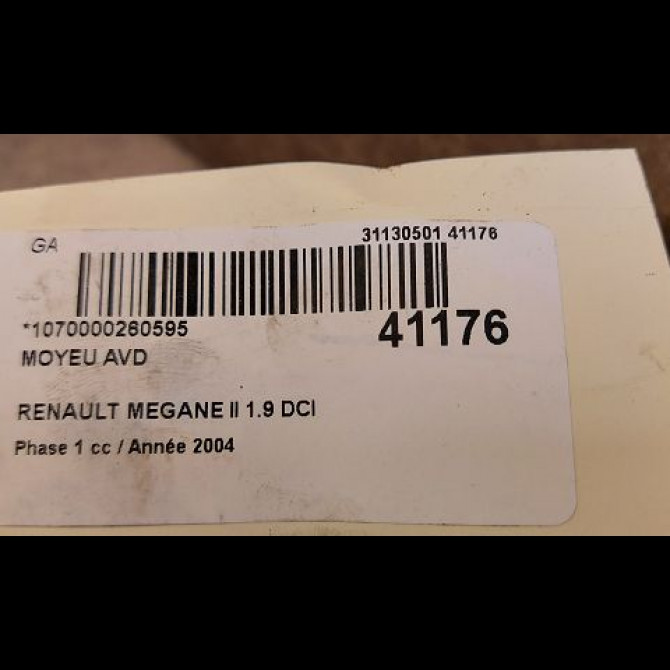 GA
31130501 41176
*1070000260595
41176
MOYEU AVD
RENAULT MEGANE II 1.9 DCI
Phase 1 cc / Année 2004